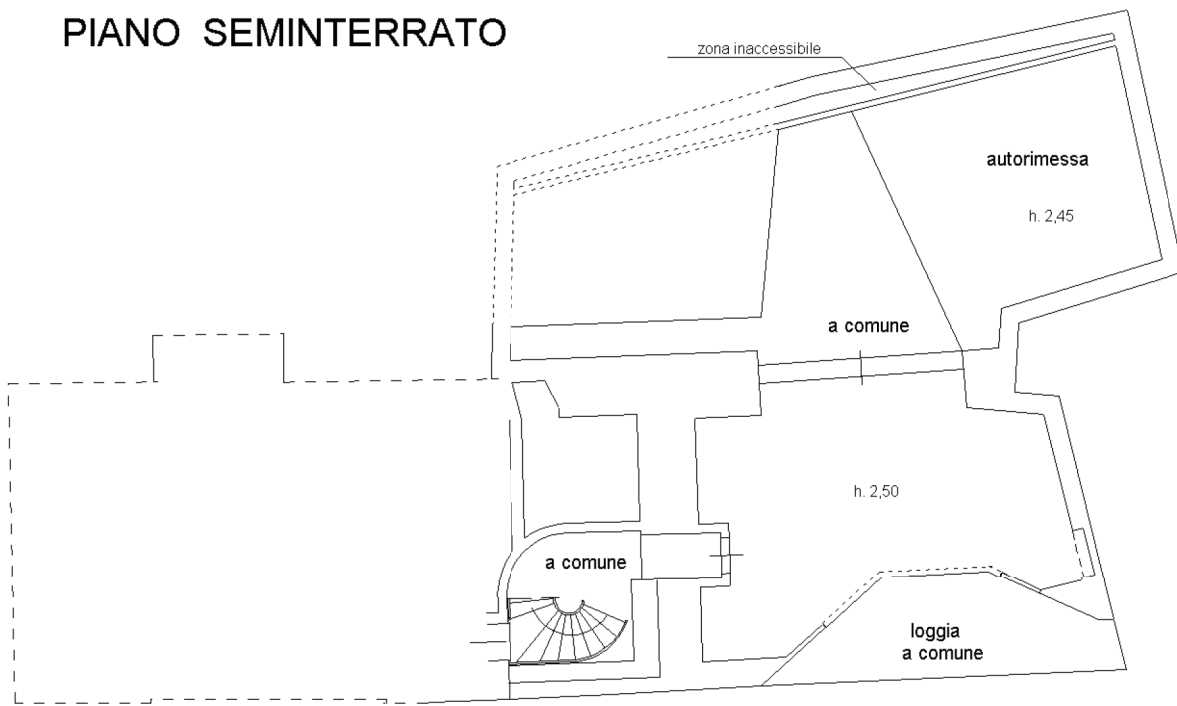 PIANO SEMINTERRATO
zona inaccessibile
autorimessa
h. 2,45
a comune
h. 2,50
a comune
loggia
a comune